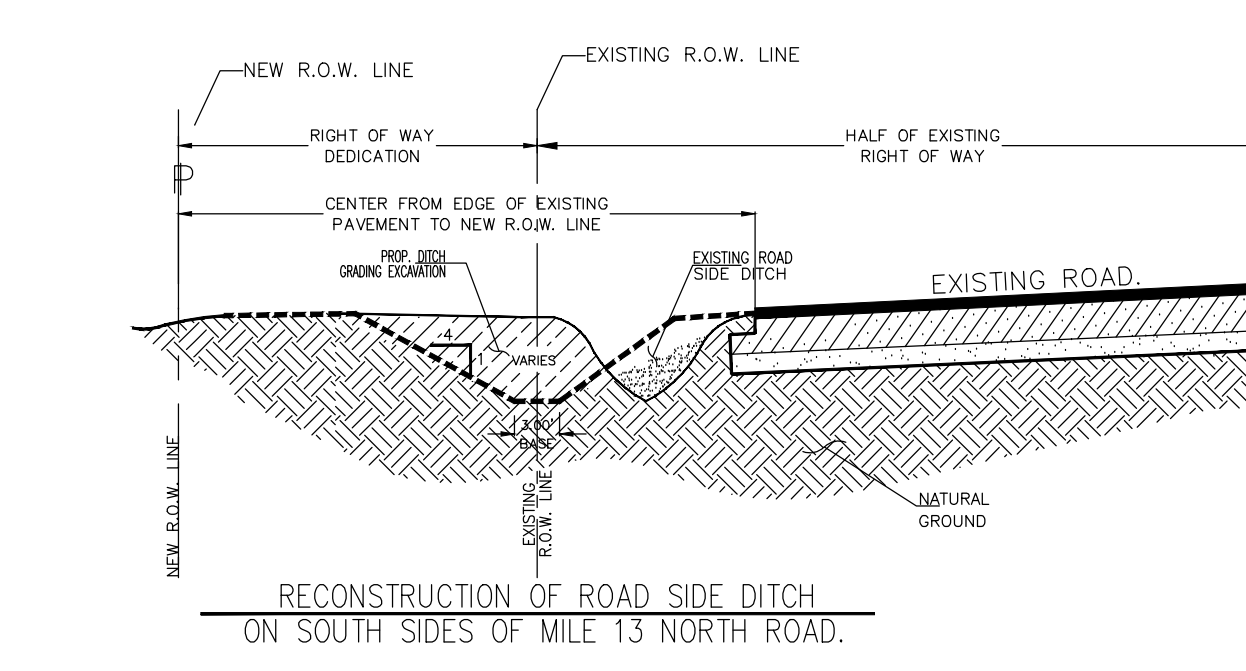 EXISTING R.O.W. LINE
NEW R.O.W. LINE
RIGHT OF WAY
DEDICATION
HALF OF EXISTING
RIGHT OF WAY
P
CENTER FROM EDGE OF EXISTING
PAVEMENT TO NEW R.O.W. LINE
PROP. DITCH
GRADING EXCAVATION
EXISTING ROAD
SIDE DITCH
EXISTING ROAD.
4
1
VARIES
3.00'
BASE
NEW R.O.W. LINE
EXISTING
R.O.W. LINE
NATURAL
GROUND
RECONSTRUCTION OF ROAD SIDE DITCH
ON SOUTH SIDES OF MILE 13 NORTH ROAD.